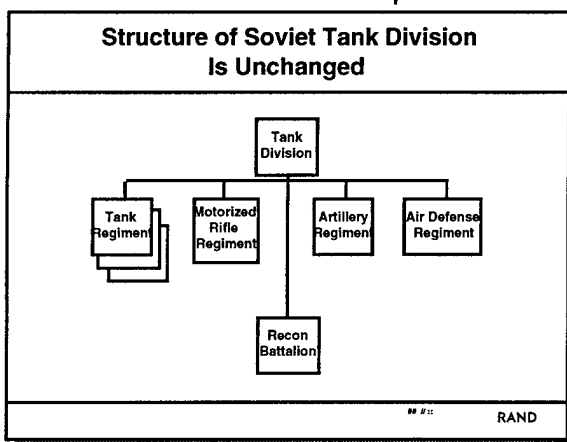 Structure of Soviet Tank Division
Is Unchanged
Tank
Division
Tank
Regiment
Motorized
Rifle
Regiment
Artillery
Regiment
Air Defense
Regiment
Recon
Battalion
RAND